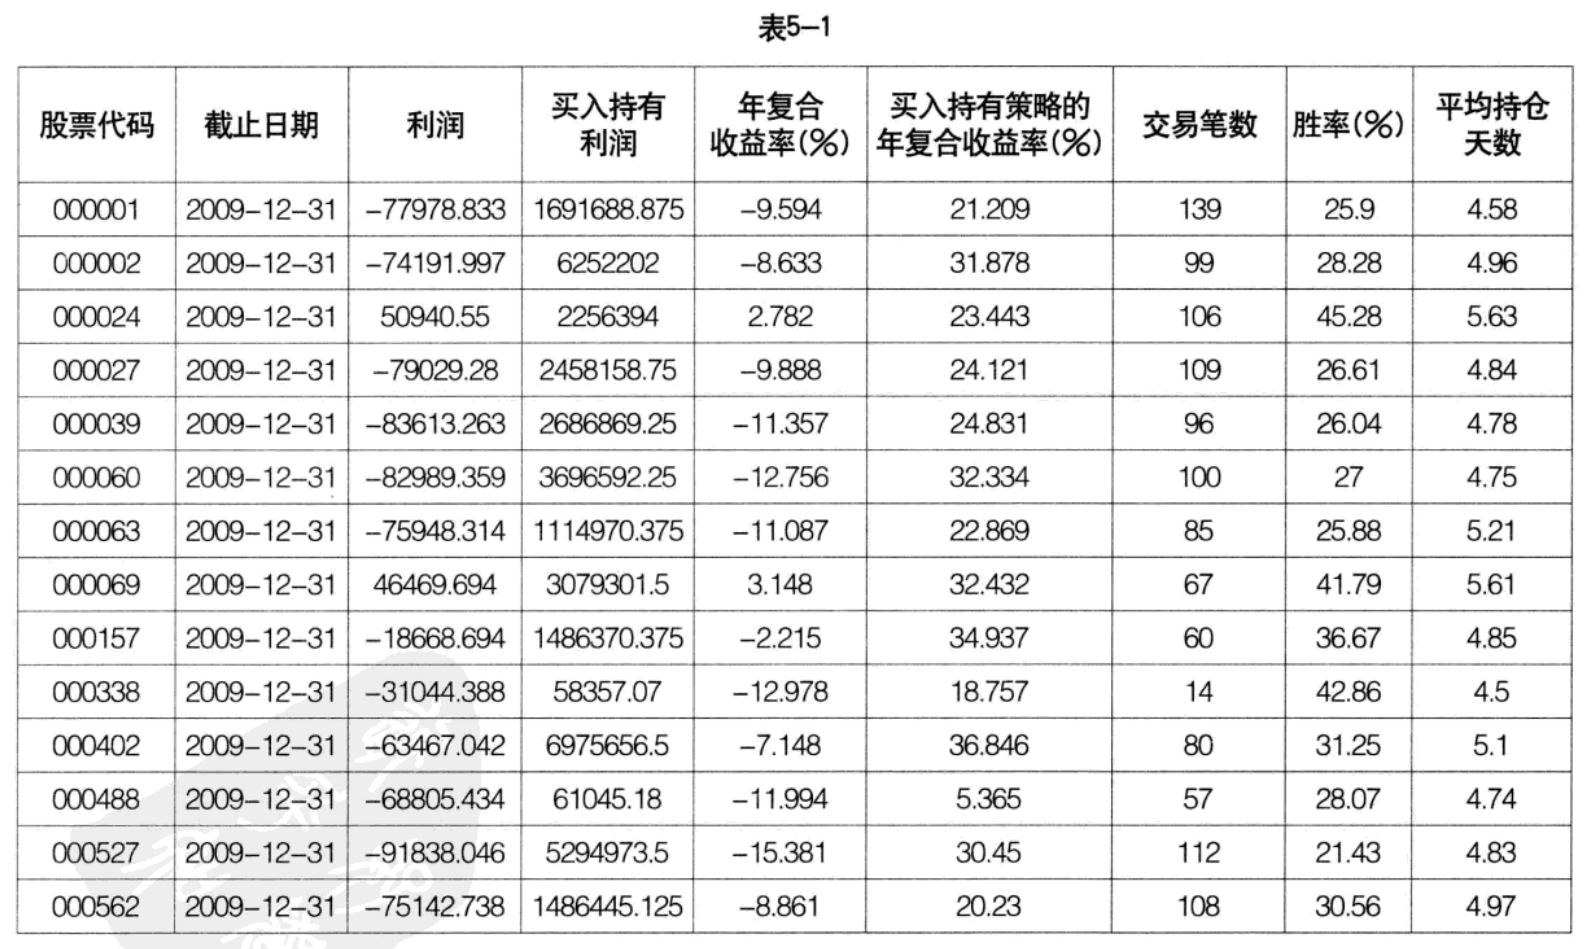 表5-1
股票代码 截止日期 利润 买入持有利润 年复合收益率(%) 买入持有策略的年复合收益率(%) 交易笔数 胜率(%) 平均持仓天数
000001 2009-12-31 -77978.833 1691688.875 -9.594 21.209 139 25.9 4.58
000002 2009-12-31 -74191.997 6252202 -8.633 31.878 99 28.28 4.96
000024 2009-12-31 50940.55 2256394 2.782 23.443 106 45.28 5.63
000027 2009-12-31 -79029.28 2458158.75 -9.888 24.121 109 26.61 4.84
000039 2009-12-31 -83613.263 2686869.25 -11.357 24.831 96 26.04 4.78
000060 2009-12-31 -82989.359 3696592.25 -12.756 32.334 100 27 4.75
000063 2009-12-31 -75948.314 1114970.375 -11.087 22.869 85 25.88 5.21
000069 2009-12-31 46469.694 3079301.5 3.148 32.432 67 41.79 5.61
000157 2009-12-31 -18668.694 1486370.375 -2.215 34.937 60 36.67 4.85
000338 2009-12-31 -31044.388 58357.07 -12.978 18.757 14 42.86 4.5
000402 2009-12-31 -63467.042 6975656.5 -7.148 36.846 80 31.25 5.1
000488 2009-12-31 -68805.434 61045.18 -11.994 5.365 57 28.07 4.74
000527 2009-12-31 -91838.046 5294973.5 -15.381 30.45 112 21.43 4.83
000562 2009-12-31 -75142.738 1486445.125 -8.861 20.23 108 30.56 4.97